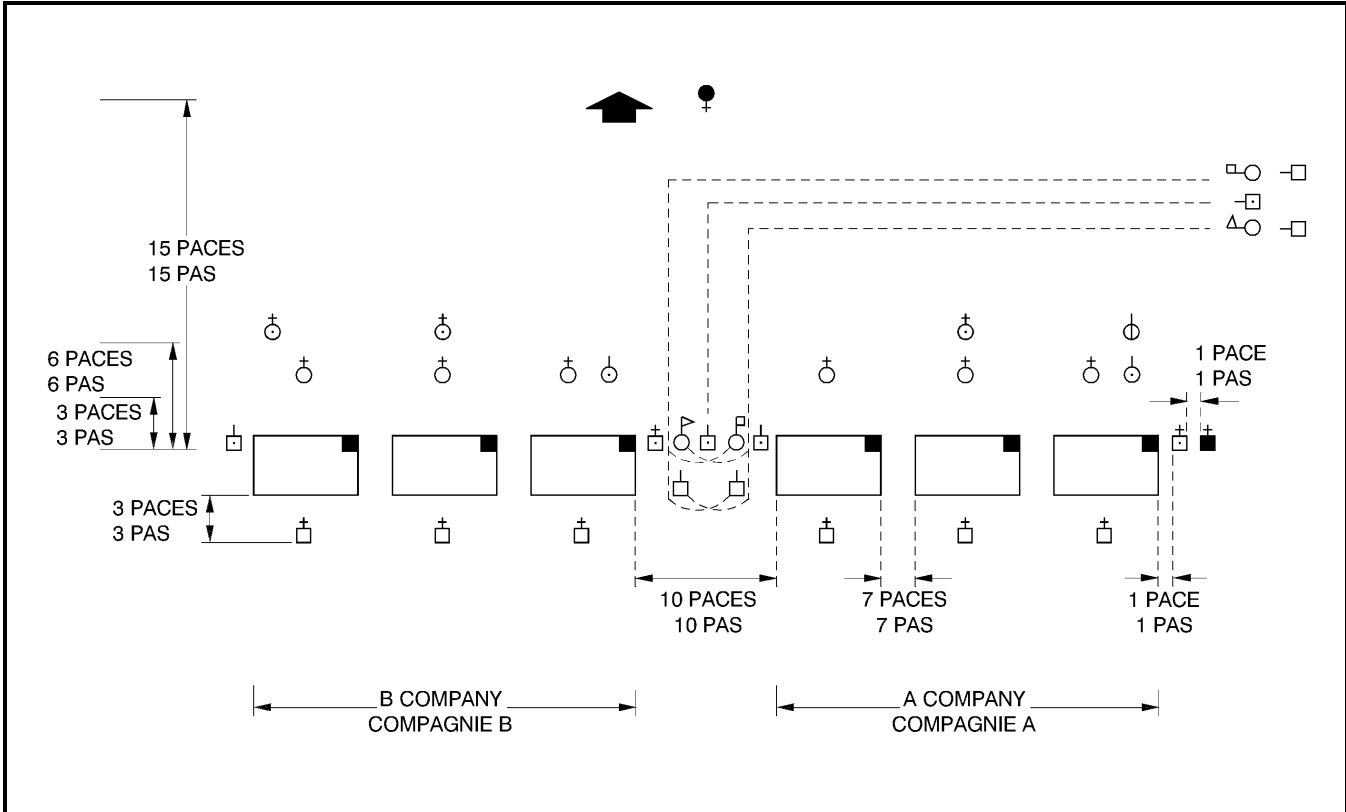 15 PACES
15 PAS
6 PACES
6 PAS
3 PACES
3 PAS
1 PACE
1 PAS
3 PACES
3 PAS
10 PACES
10 PAS
7 PACES
7 PAS
1 PACE
1 PAS
B COMPANY
COMPAGNIE B
A COMPANY
COMPAGNIE A